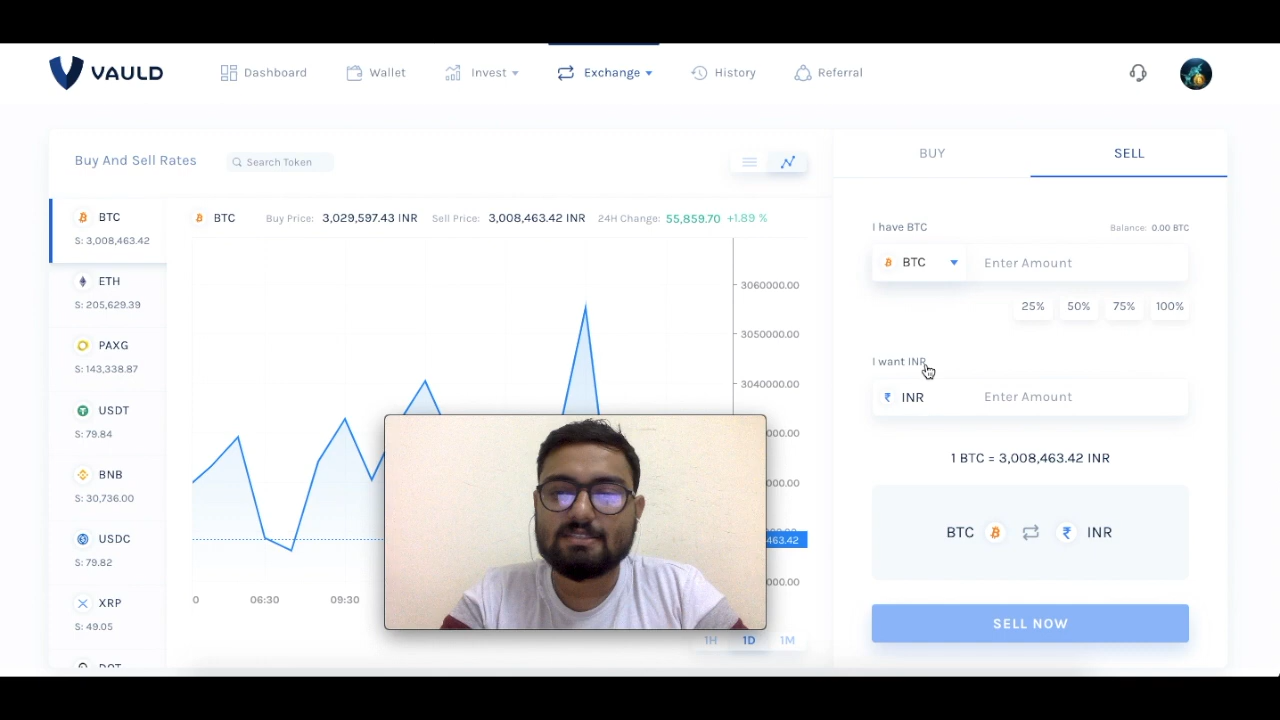 VAULD
Dashboard
Wallet
Invest
Exchange
History
Referral
Buy And Sell Rates
Search Token
BUY
SELL
BTC
S: 3,008,463.42
ETH
S: 205,629.39
PAXG
S: 143,338.87
USDT
S: 79.84
BNB
S: 30,736.00
USDC
S: 79.82
XRP
S: 49.05
BTC Buy Price: 3,029,597.43 INR Sell Price: 3,008,463.42 INR 24H Change: 55,859.70 +1.89 %
3060000.00
3050000.00
3040000.00
463.42
06:30
09:30
1H
1D
1M
I have BTC
Balance: 0.00 BTC
BTC
Enter Amount
25%
50%
75%
100%
I want INR
₹ INR
Enter Amount
1 BTC = 3,008,463.42 INR
BTC ₹ INR
SELL NOW